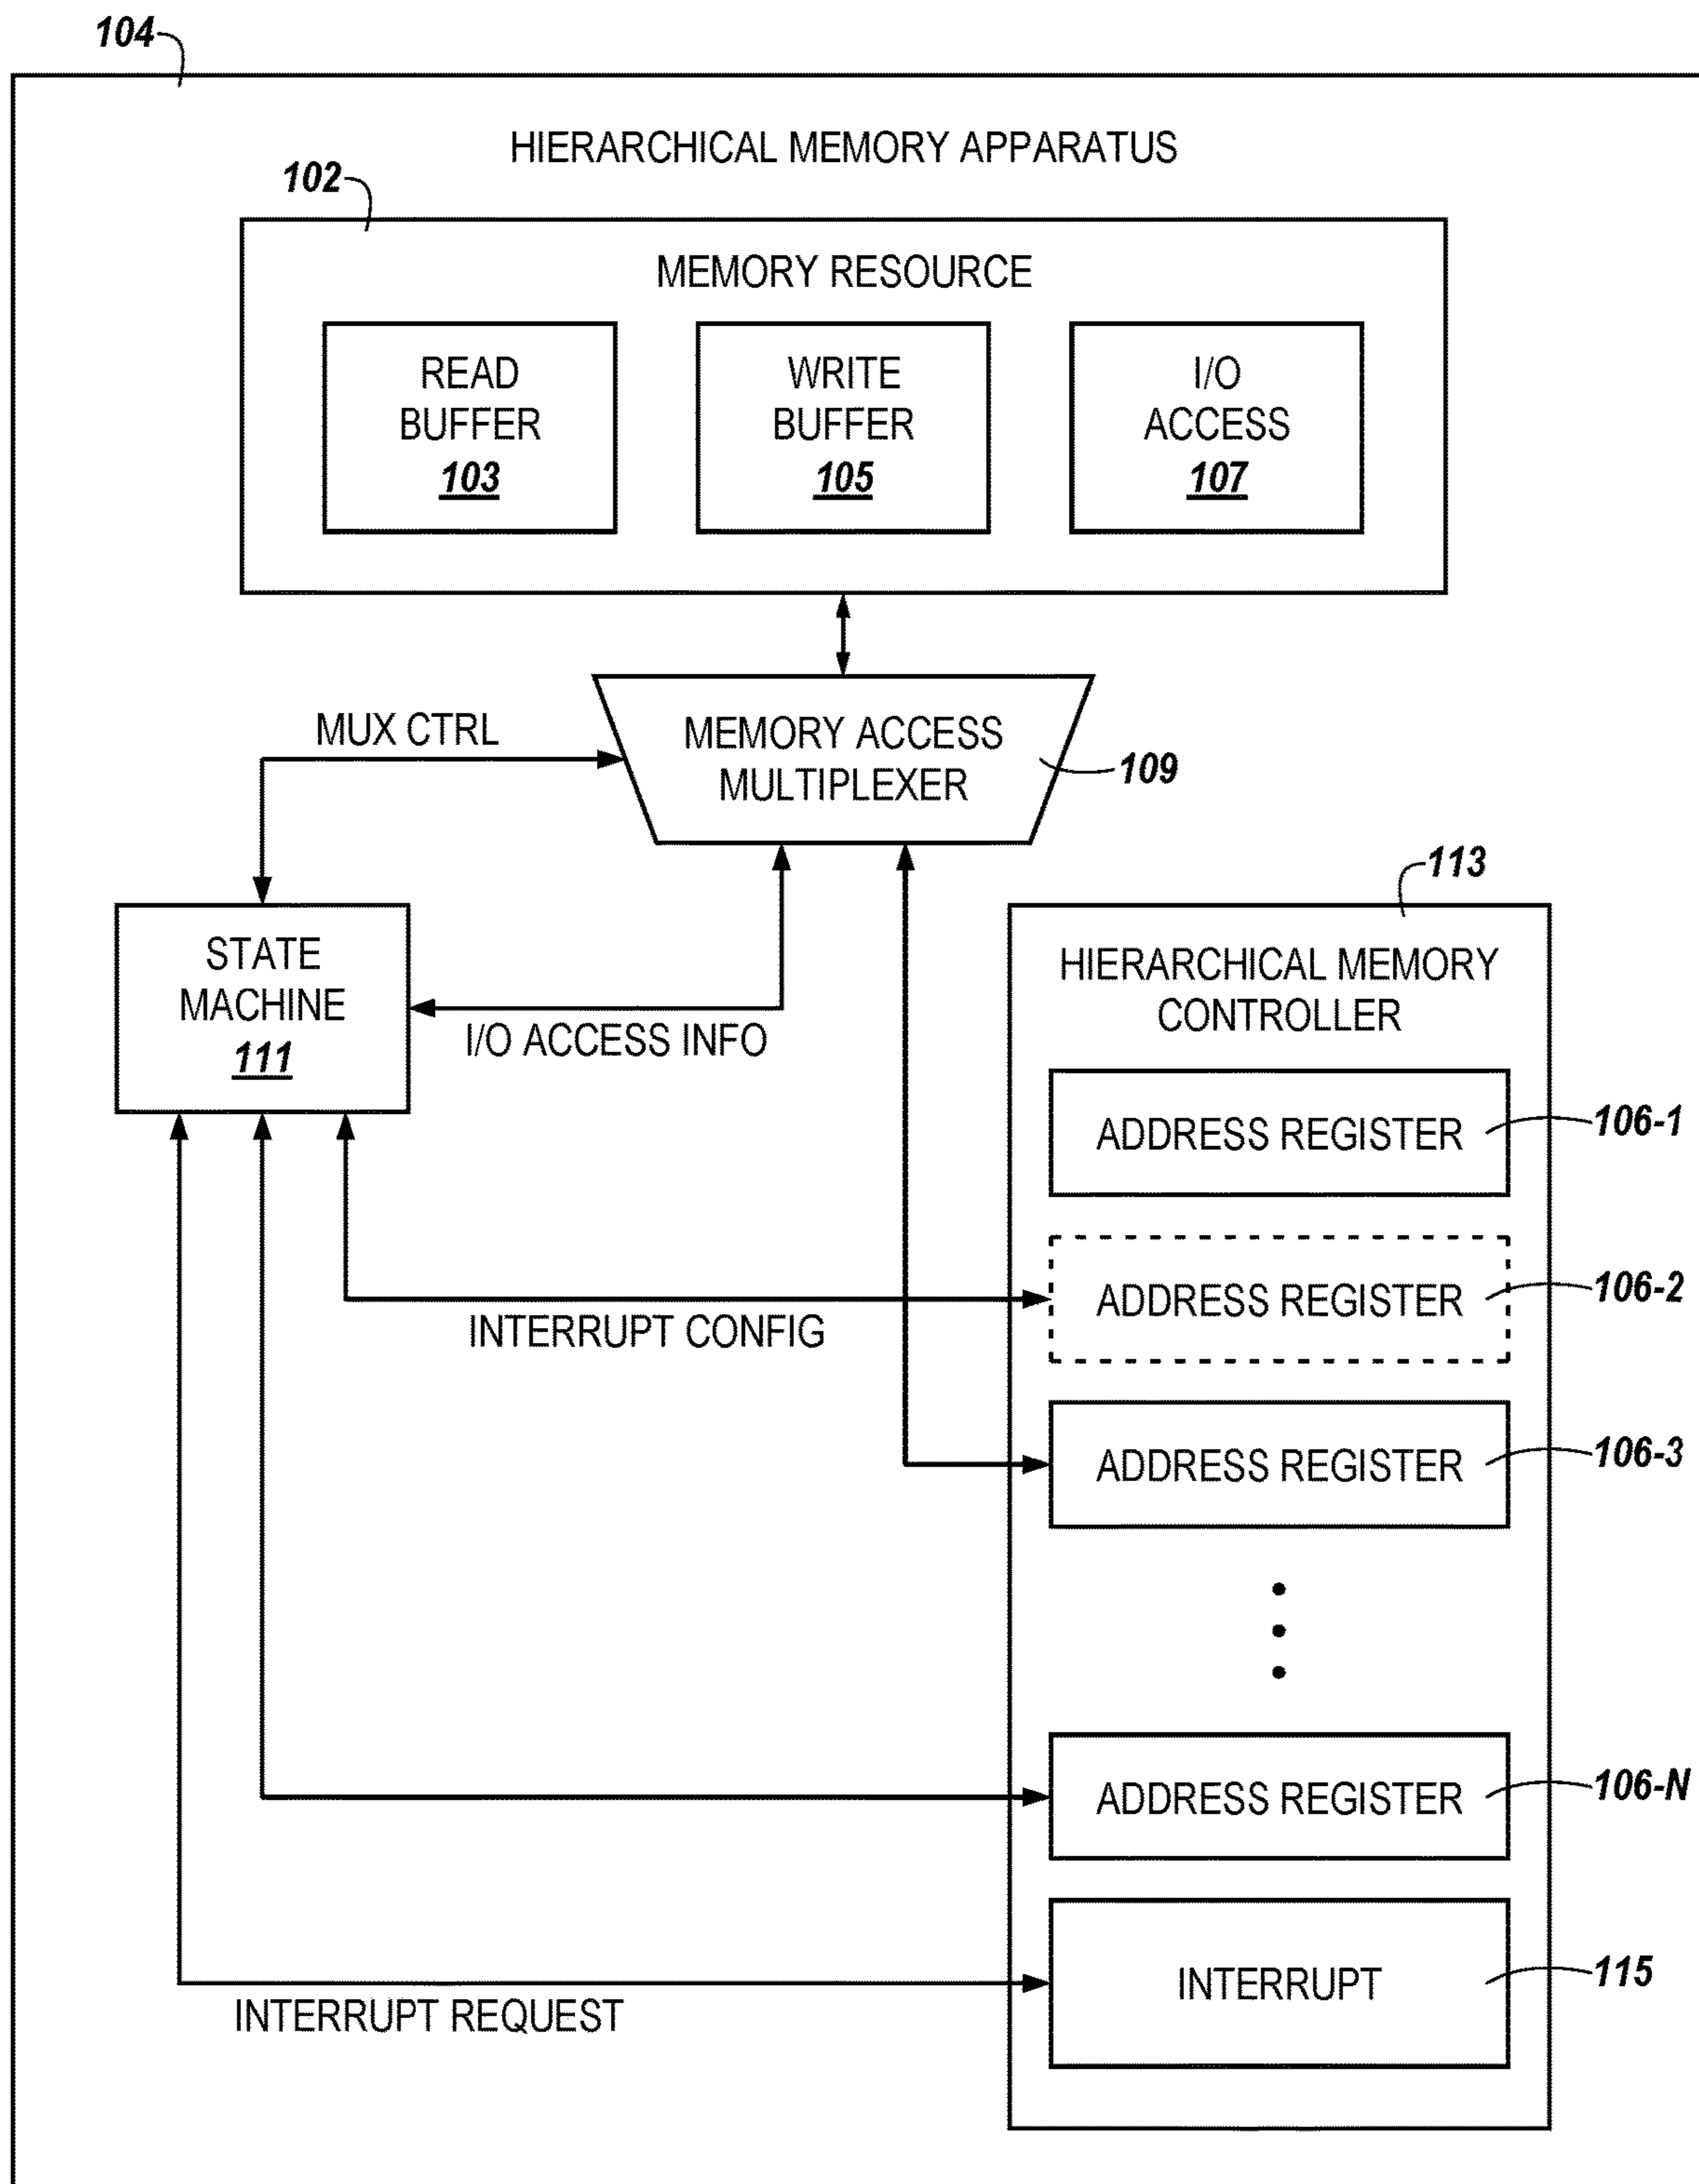 104
HIERARCHICAL MEMORY APPARATUS
102
MEMORY RESOURCE
READ
BUFFER
103
WRITE
BUFFER
105
I/O
ACCESS
107
MUX CTRL
MEMORY ACCESS
MULTIPLEXER
109
STATE
MACHINE
111
I/O ACCESS INFO
113
HIERARCHICAL MEMORY
CONTROLLER
ADDRESS REGISTER
106-1
ADDRESS REGISTER
106-2
INTERRUPT CONFIG
ADDRESS REGISTER
106-3
ADDRESS REGISTER
106-N
INTERRUPT
115
INTERRUPT REQUEST